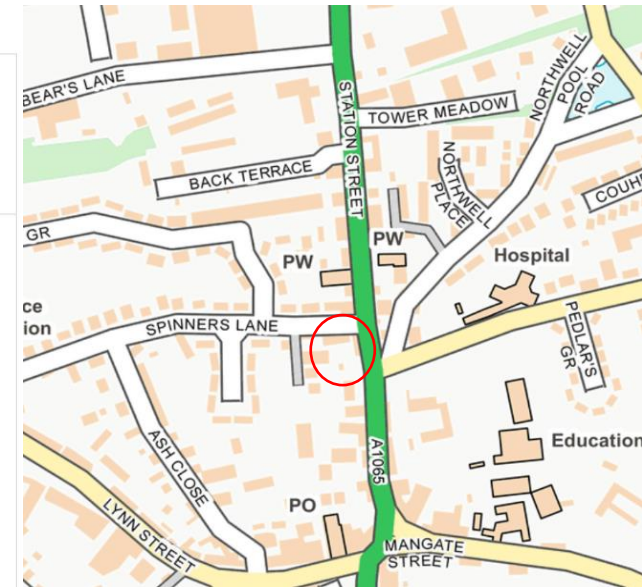 BEAR'S LANE
STATION STREET
TOWER MEADOW
NORTHWELL
POOL
ROAD
BACK TERRACE
NORTHWELL
PLACE
COUH
GR
PW
PW
Hospital
ce
ion
SPINNERS LANE
PEDLAR'S
GR
ASH CLOSE
A1065
Education
LYNN STREET
PO
MANGATE
STREET